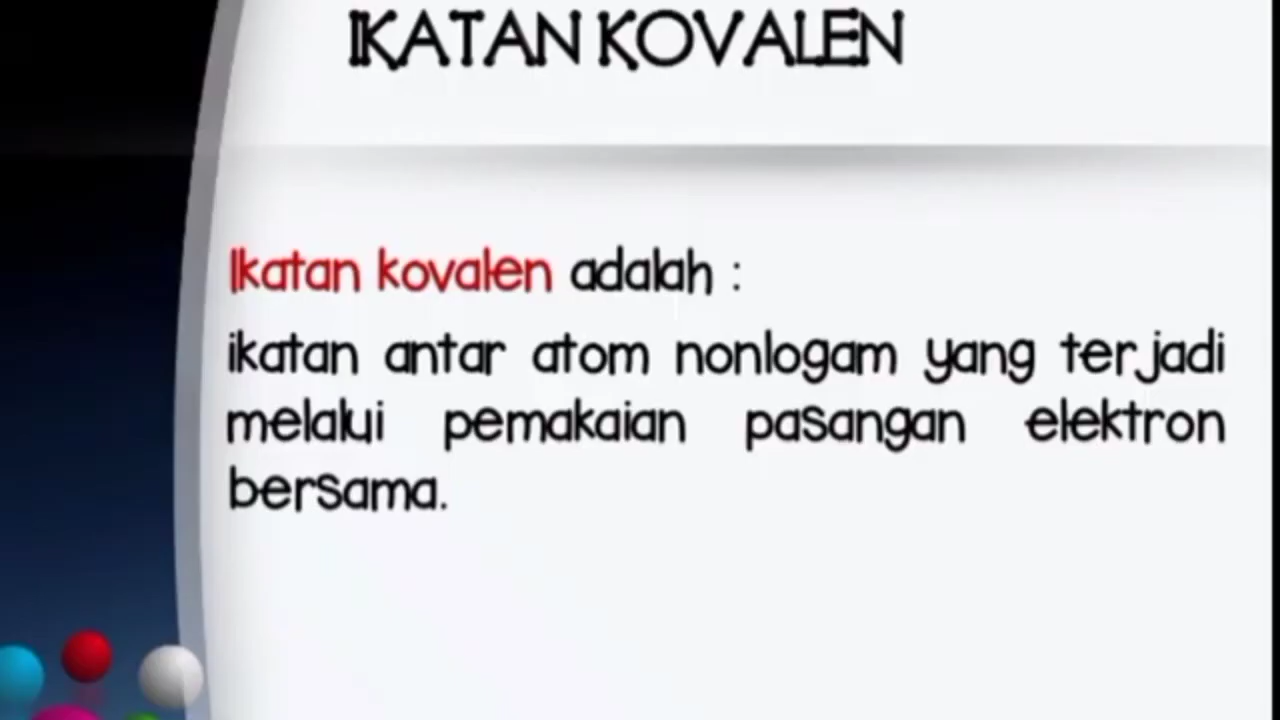 IKATAN KOVALEN
Ikatan kovalen adalah :
ikatan antar atom nonlogam yang terjadi
melalui pemakaian pasangan elektron
bersama.